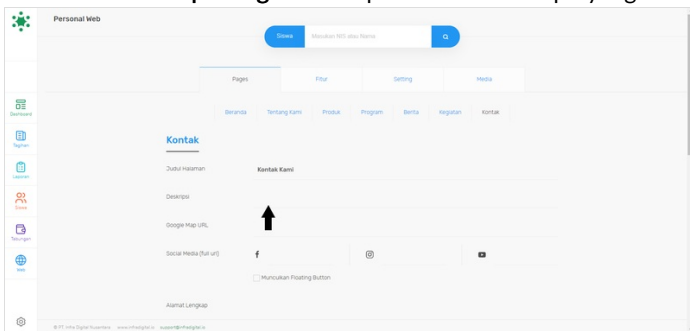 Personal Web
Siswa Masukan NIS atau Nama
Pages Fitur Setting Media
Beranda Tentang Kami Produk Program Berita Kegiatan Kontak
Dashboard
Tagihan
Laporan
Siswa
Tabungan
Web
Kontak
Judul Halaman Kontak Kami
Deskripsi
Google Map URL
Social Media (full url)
Munculkan Floating Button
Alamat Lengkap
© PT. Infra Digital Nusantara www.infradigital.io support@infradigital.io